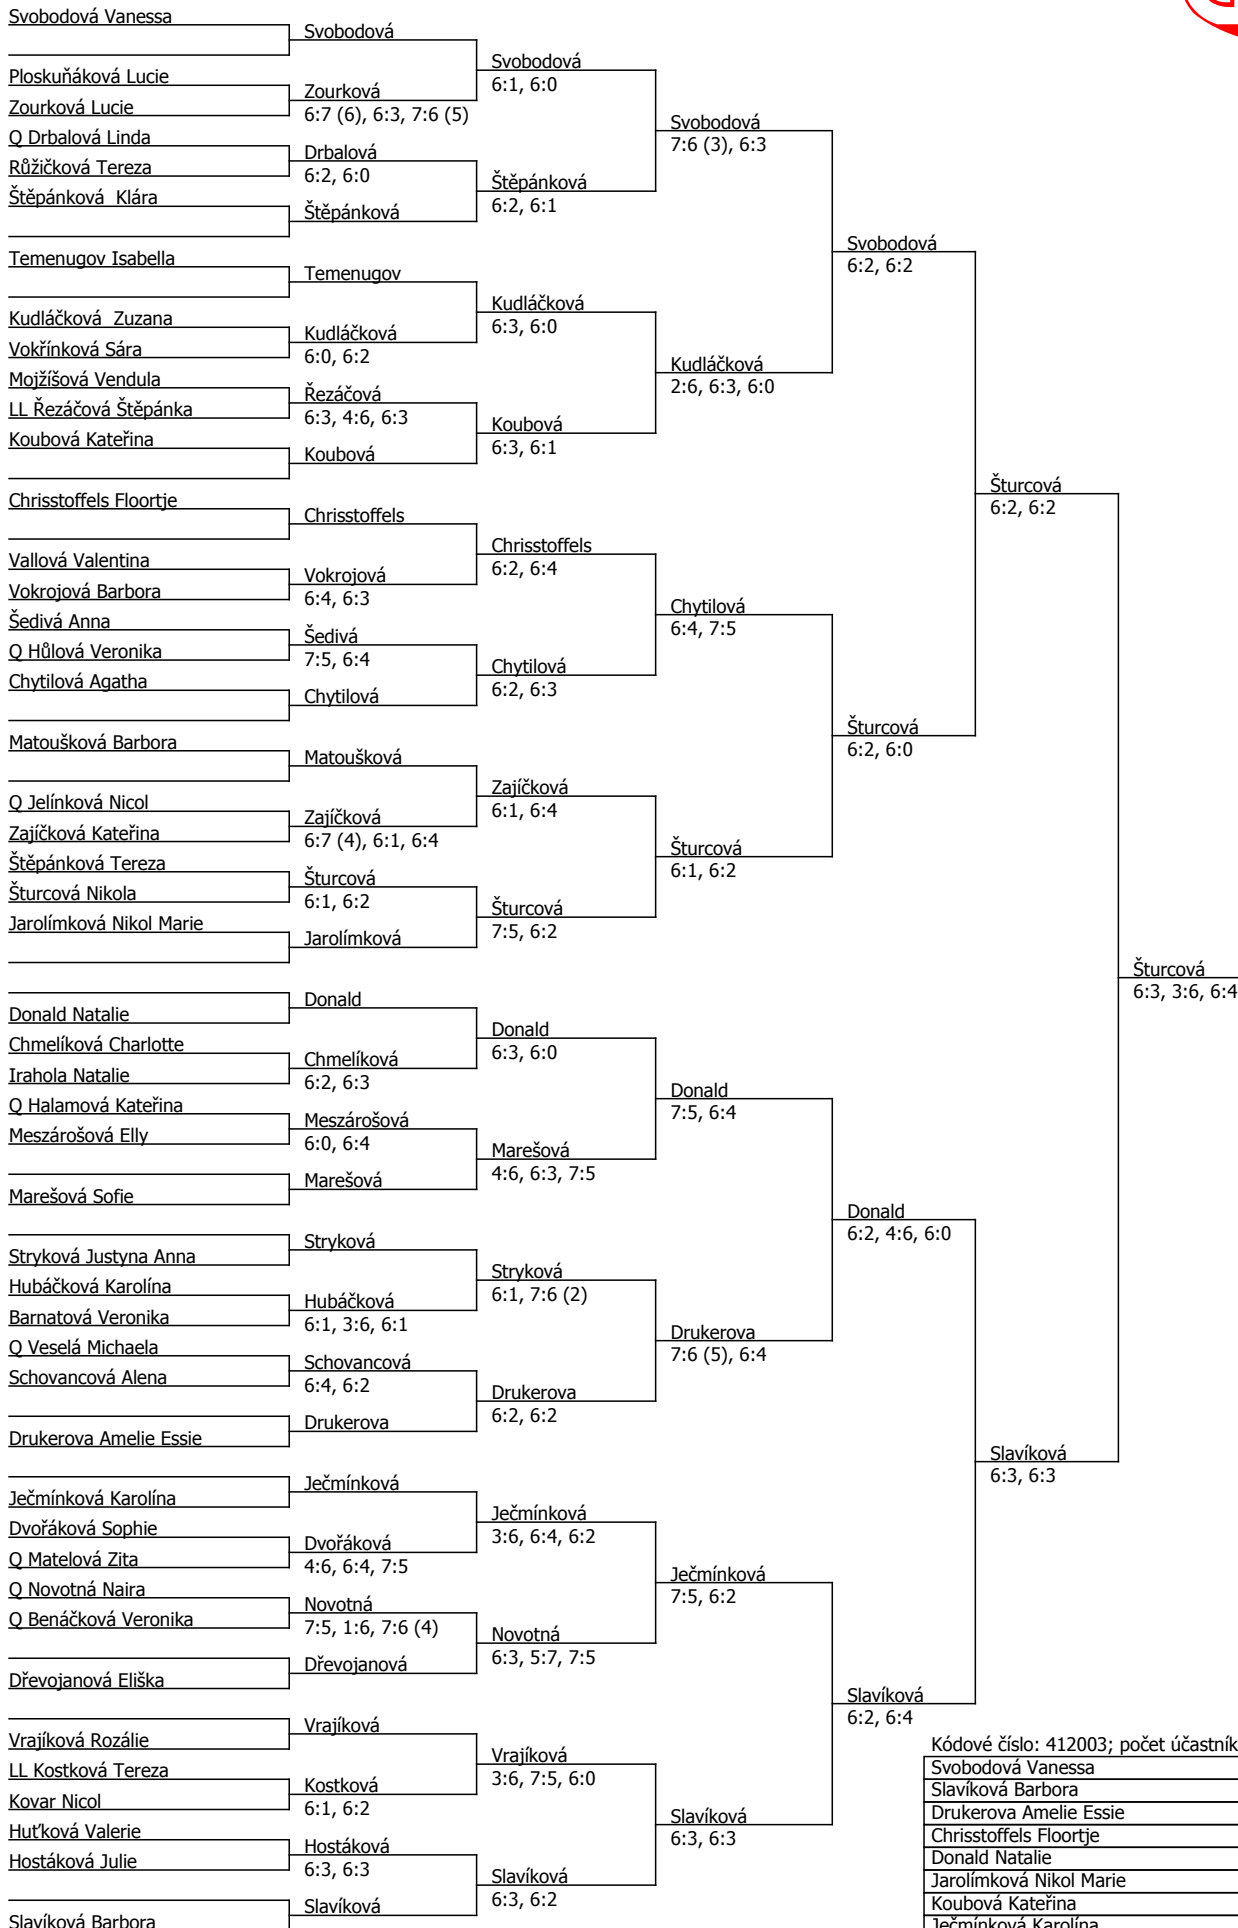 Svobodová Vanessa
Ploskuňáková Lucie
Zourková Lucie
Q Drbalová Linda
Růžičková Tereza
Štěpánková  Klára
Temenugov Isabella
Kudláčková  Zuzana
Vokřínková Sára
Mojžíšová Vendula
LL Řezáčová Štěpánka
Koubová Kateřina
Chrisstoffels Floortje
Vallová Valentina
Vokrojová Barbora
Šedivá Anna
Q Hůlová Veronika
Chytilová Agatha
Matoušková Barbora
Q Jelínková Nicol
Zajíčková Kateřina
Štěpánková Tereza
Šturcová Nikola
Jarolímková Nikol Marie
Donald Natalie
Chmelíková Charlotte
Irahola Natalie
Q Halamová Kateřina
Meszárošová Elly
Marešová Sofie
Stryková Justyna Anna
Hubáčková Karolína
Barnatová Veronika
Q Veselá Michaela
Schovancová Alena
Drukerova Amelie Essie
Ječmínková Karolína
Dvořáková Sophie
Q Matelová Zita
Q Novotná Naira
Q Benáčková Veronika
Dřevojanová Eliška
Vrajíková Rozálie
LL Kostková Tereza
Kovar Nicol
Huťková Valerie
Hostáková Julie
Slavíková Barbora
Svobodová
Zourková
6:7 (6), 6:3, 7:6 (5)
Drbalová
6:2, 6:0
Štěpánková
Temenugov
Kudláčková
6:0, 6:2
Řezáčová
6:3, 4:6, 6:3
Koubová
Chrisstoffels
Vokrojová
6:4, 6:3
Šedivá
7:5, 6:4
Chytilová
Matoušková
Zajíčková
6:7 (4), 6:1, 6:4
Šturcová
6:1, 6:2
Jarolímková
Donald
Chmelíková
6:2, 6:3
Meszárošová
6:0, 6:4
Marešová
Stryková
Hubáčková
6:1, 3:6, 6:1
Schovancová
6:4, 6:2
Drukerova
Ječmínková
Dvořáková
4:6, 6:4, 7:5
Novotná
7:5, 1:6, 7:6 (4)
Dřevojanová
Vrajíková
Kostková
6:1, 6:2
Hostáková
6:3, 6:3
Slavíková
Svobodová
6:1, 6:0
Štěpánková
6:2, 6:1
Kudláčková
6:3, 6:0
Koubová
6:3, 6:1
Chrisstoffels
6:2, 6:4
Chytilová
6:2, 6:3
Zajíčková
6:1, 6:4
Šturcová
7:5, 6:2
Donald
6:3, 6:0
Marešová
4:6, 6:3, 7:5
Stryková
6:1, 7:6 (2)
Drukerova
6:2, 6:2
Ječmínková
3:6, 6:4, 6:2
Novotná
6:3, 5:7, 7:5
Vrajíková
3:6, 7:5, 6:0
Slavíková
6:3, 6:2
Svobodová
7:6 (3), 6:3
Kudláčková
2:6, 6:3, 6:0
Chytilová
6:4, 7:5
Šturcová
6:1, 6:2
Donald
7:5, 6:4
Drukerova
7:6 (5), 6:4
Ječmínková
7:5, 6:2
Slavíková
6:3, 6:3
Svobodová
6:2, 6:2
Šturcová
6:2, 6:0
Donald
6:2, 4:6, 6:0
Slavíková
6:2, 6:4
Šturcová
6:2, 6:2
Slavíková
6:3, 6:3
Šturcová
6:3, 3:6, 6:4
Kódové číslo: 412003; počet účastník
Svobodová Vanessa
Slavíková Barbora
Drukerova Amelie Essie
Chrisstoffels Floortje
Donald Natalie
Jarolímková Nikol Marie
Koubová Kateřina
Ječmínková Karolína